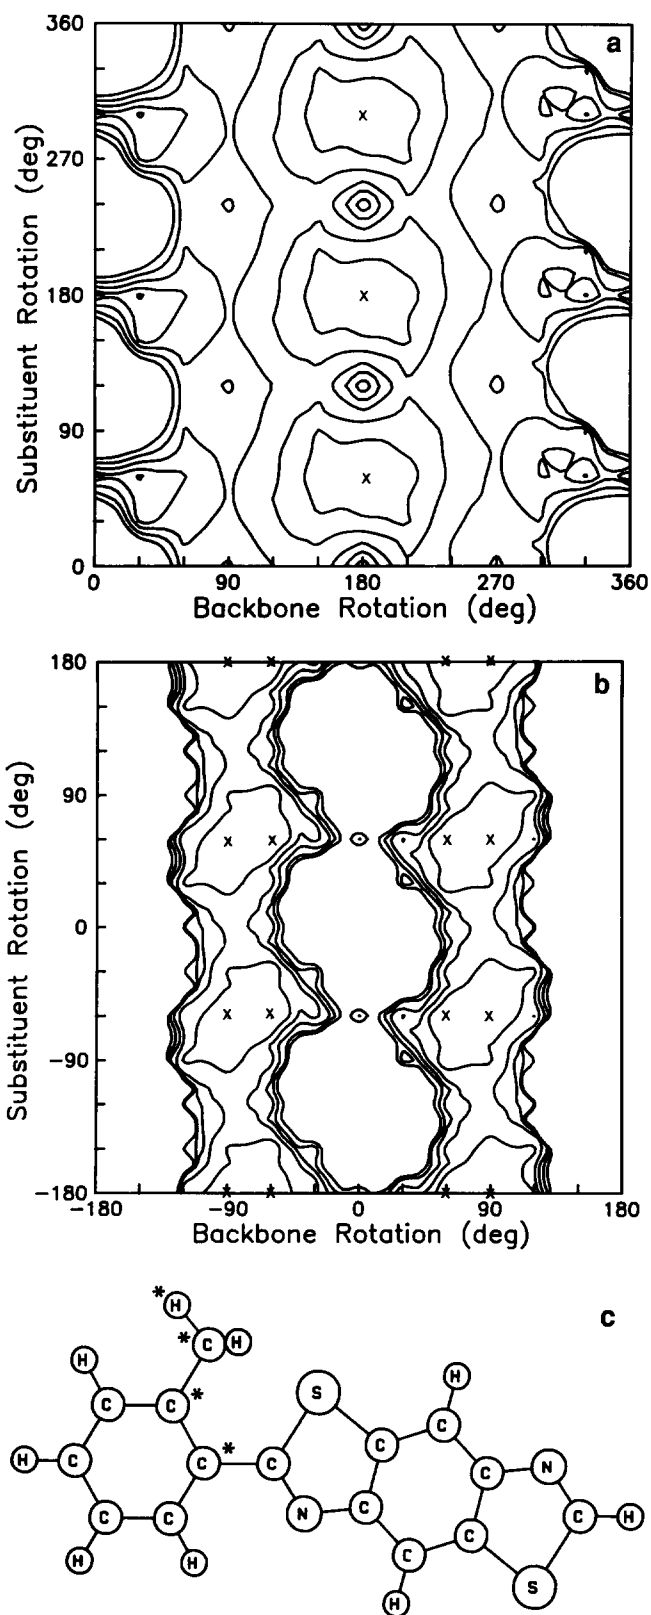 a
360
270
180
90
0
Substituent Rotation (deg)
0 90 180 270 360
Backbone Rotation (deg)
b
180
90
0
-90
-180
Substituent Rotation (deg)
-180 -90 0 90 180
Backbone Rotation (deg)
c
* H
* C H
H
H
S
C C *
C
C
H C C * C
C
C N
N C
C C
C
C H
C
H H
H
S